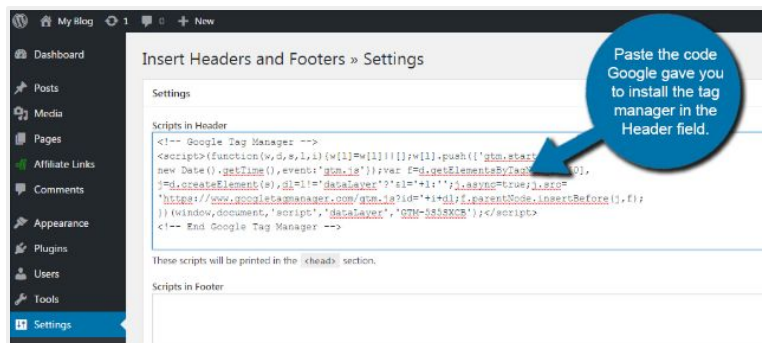 My Blog 1 0 + New
Dashboard
Posts
Media
Pages
Affiliate Links
Comments
Appearance
Plugins
Users
Tools
Settings
Insert Headers and Footers » Settings
Settings
Scripts in Header
<!-- Google Tag Manager -->
<script>(function(w,d,s,l,i){w[l]=w[l]||[];w[l].push({'gtm.start
new Date().getTime(),event:'gtm.js'});var f=d.getElementsByTag
j=d.createElement(s),dl=l!='dataLayer'?'&l='+l:'';j.async=true;j.src=
'https://www.googletagmanager.com/gtm.js?id='+i+dl;f.parentNode.insertBefore(j,f);
})(window,document,'script','dataLayer','GTM-585SXCB');</script>
<!-- End Google Tag Manager -->
These scripts will be printed in the <head> section.
Scripts in Footer
Paste the code
Google gave you
to install the tag
manager in the
Header field.